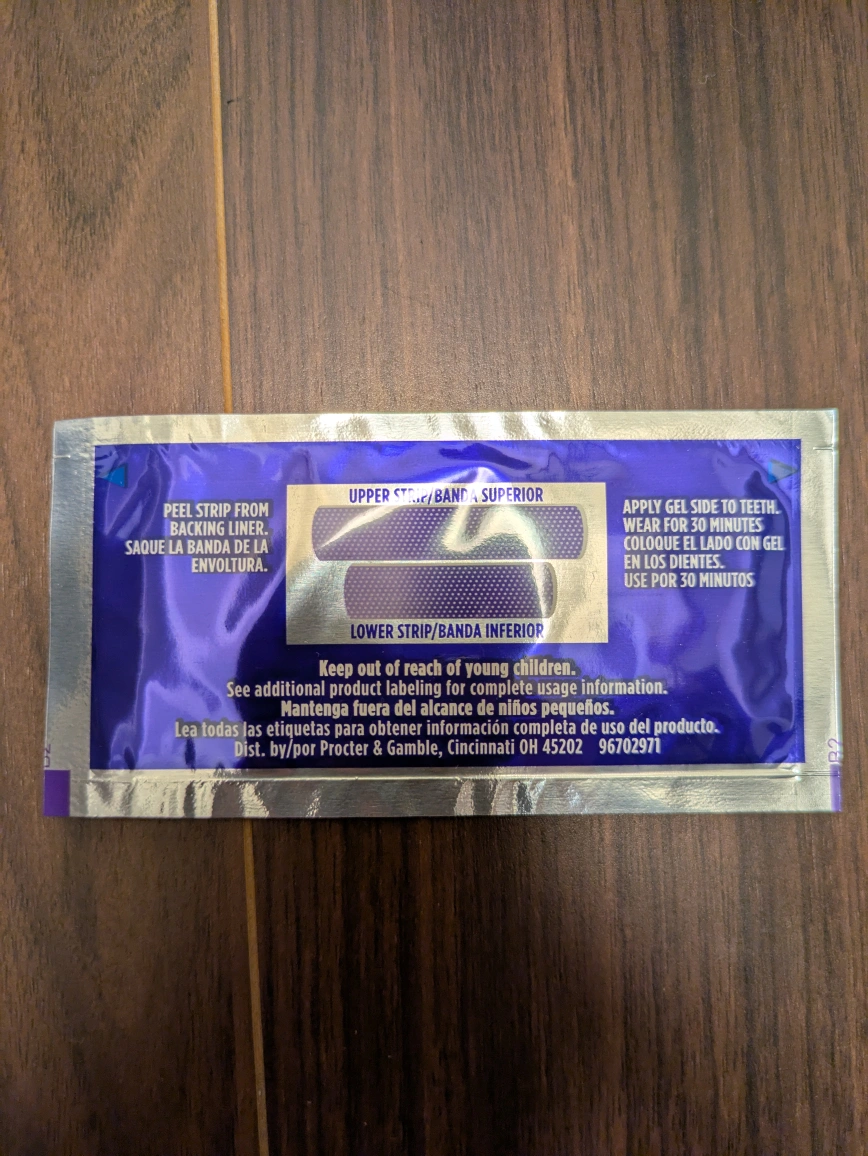 PEEL STRIP FROM
BACKING LINER.
SAQUE LA BANDA DE LA
ENVOLTURA.
UPPER STRIP/BANDA SUPERIOR
LOWER STRIP/BANDA INFERIOR
APPLY GEL SIDE TO TEETH.
WEAR FOR 30 MINUTES
COLOQUE EL LADO CON GEL
EN LOS DIENTES.
USE POR 30 MINUTOS
Keep out of reach of young children.
See additional product labeling for complete usage information.
Mantenga fuera del alcance de niños pequeños.
Lea todas las etiquetas para obtener información completa de uso del producto.
Dist. by/por Procter & Gamble, Cincinnati OH 45202 96702971
B2